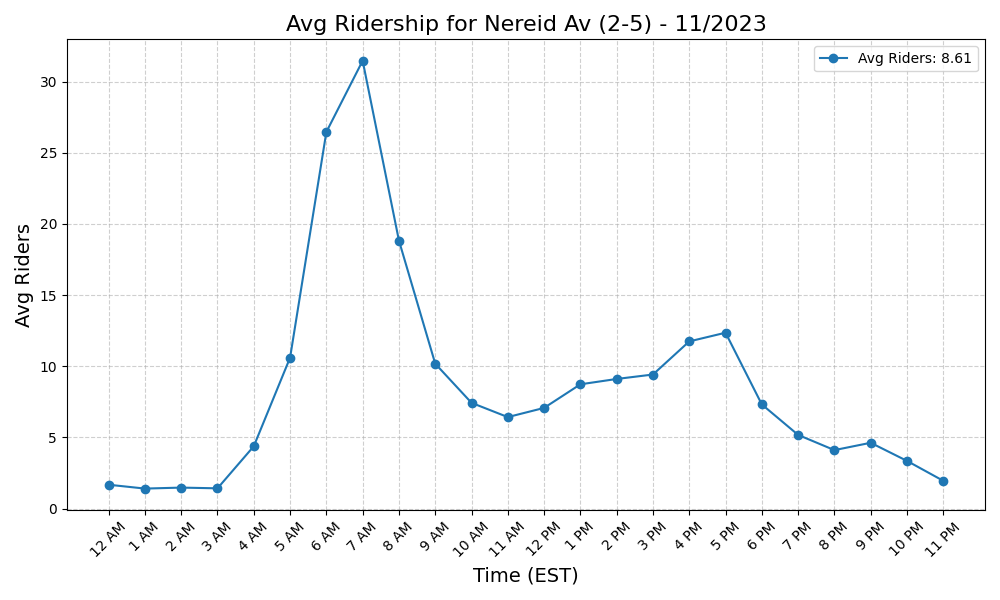 Avg Ridership for Nereid Av (2-5) - 11/2023
Avg Riders: 8.61
Avg Riders
30
25
20
15
10
5
0
12 AM
1 AM
2 AM
3 AM
4 AM
5 AM
6 AM
7 AM
8 AM
9 AM
10 AM
11 AM
12 PM
1 PM
2 PM
3 PM
4 PM
5 PM
6 PM
7 PM
8 PM
9 PM
10 PM
11 PM
Time (EST)